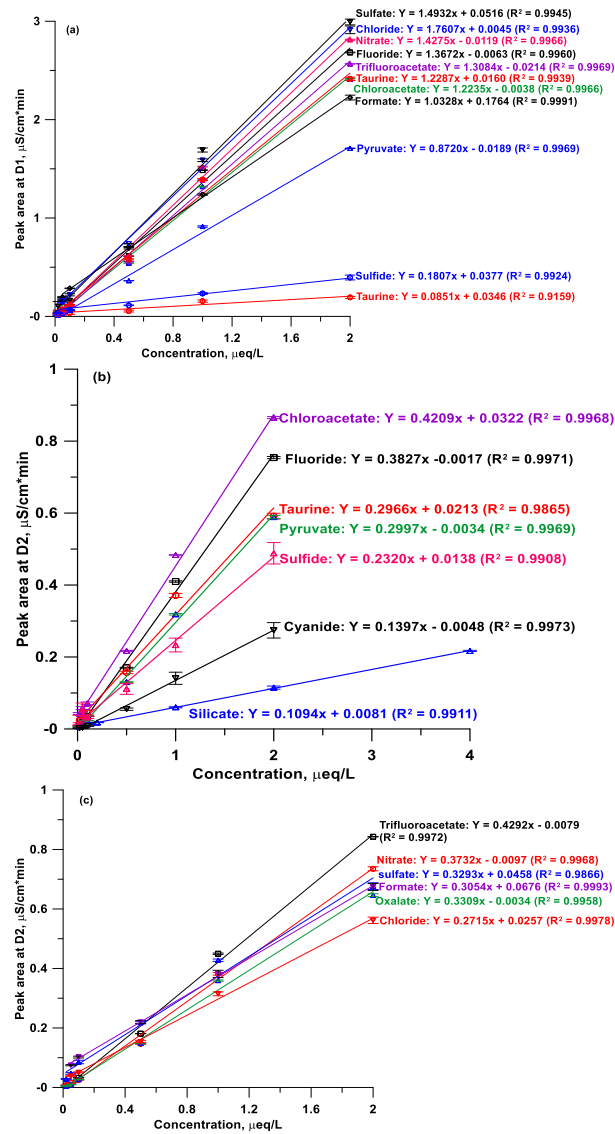 (a)
3
2
1
-0
Peak area at D1, μS/cm*min
0
0.4
0.8
1.2
1.6
2
Concentration, μeq/L
Sulfate: Y = 1.4932x + 0.0516 (R² = 0.9945)
Chloride: Y = 1.7607x + 0.0045 (R² = 0.9936)
Nitrate: Y = 1.4275x - 0.0119 (R² = 0.9966)
Fluoride: Y = 1.3672x - 0.0063 (R² = 0.9960)
Trifluoroacetate: Y = 1.3084x - 0.0214 (R² = 0.9969)
Taurine: Y = 1.2287x + 0.0160 (R² = 0.9939)
Chloroacetate: Y = 1.2235x - 0.0038 (R² = 0.9966)
Formate: Y = 1.0328x + 0.1764 (R² = 0.9991)
Pyruvate: Y = 0.8720x - 0.0189 (R² = 0.9969)
Sulfide: Y = 0.1807x + 0.0377 (R² = 0.9924)
Taurine: Y = 0.0851x + 0.0346 (R² = 0.9159)
(b)
1
0.8
0.6
0.4
0.2
-0
Peak area at D2, μS/cm*min
0
1
2
3
4
Concentration, μeq/L
Chloroacetate: Y = 0.4209x + 0.0322 (R² = 0.9968)
Fluoride: Y = 0.3827x -0.0017 (R² = 0.9971)
Taurine: Y = 0.2966x + 0.0213 (R² = 0.9865)
Pyruvate: Y = 0.2997x -0.0034 (R² = 0.9969)
Sulfide: Y = 0.2320x + 0.0138 (R² = 0.9908)
Cyanide: Y = 0.1397x -0.0048 (R² = 0.9973)
Silicate: Y = 0.1094x + 0.0081 (R² = 0.9911)
(c)
1
0.8
0.6
0.4
0.2
-0
Peak area at D2, μS/cm*min
0
0.4
0.8
1.2
1.6
2
Concentration, μeq/L
Trifluoroacetate: Y = 0.4292x - 0.0079
(R² = 0.9972)
Nitrate: Y = 0.3732x -0.0097 (R² = 0.9968)
sulfate: Y = 0.3293x + 0.0458 (R² = 0.9866)
Formate: Y = 0.3054x + 0.0676 (R² = 0.9993)
Oxalate: Y = 0.3309x -0.0034 (R² = 0.9958)
Chloride: Y = 0.2715x + 0.0257 (R² = 0.9978)